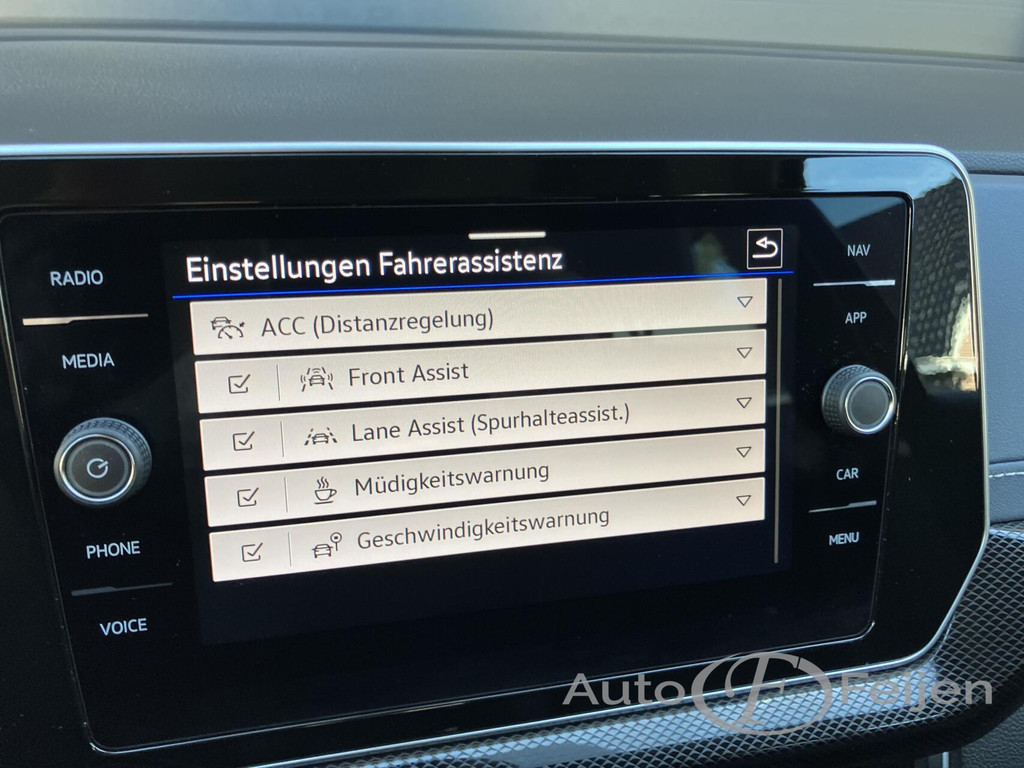 RADIO
MEDIA
PHONE
VOICE
Einstellungen Fahrerassistenz
ACC (Distanzregelung)
Front Assist
Lane Assist (Spurhalteassist.)
Müdigkeitswarnung
Geschwindigkeitswarnung
NAV
APP
CAR
MENU
Auto F Feijen